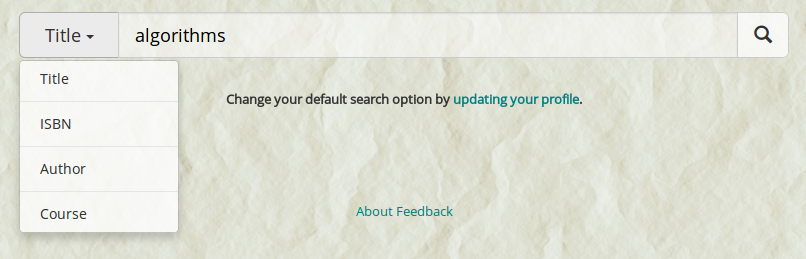 Title algorithms
Title
Change your default search option by updating your profile.
ISBN
Author
Course
About Feedback